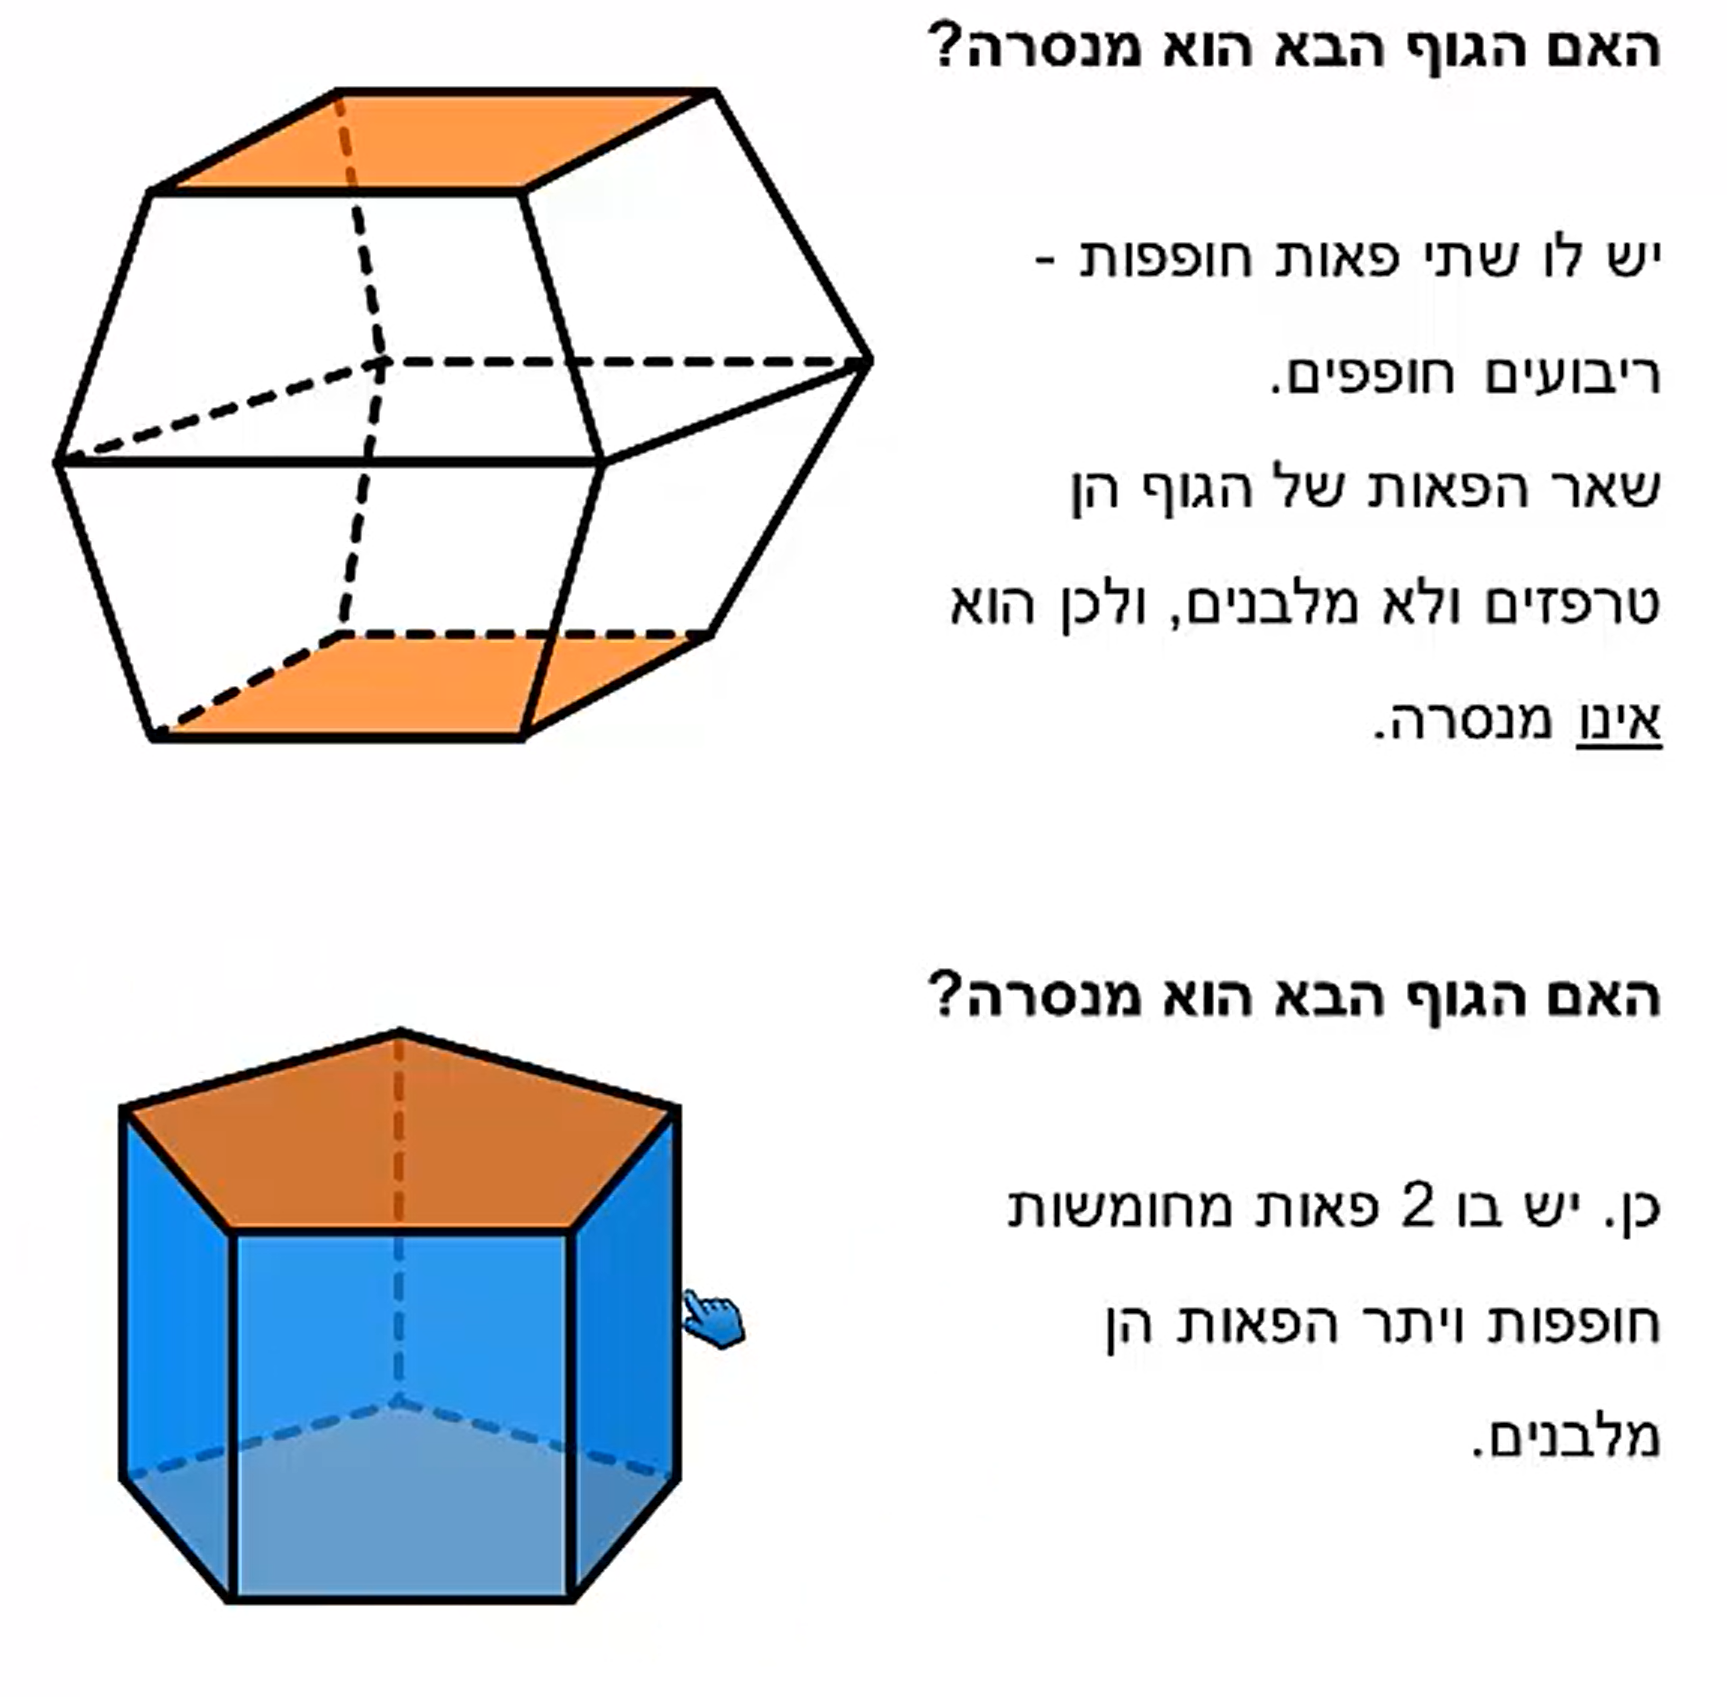 האם הגוף הבא הוא מנסרה?
יש לו שתי פאות חופפות -
ריבועים חופפים.
שאר הפאות של הגוף הן
טרפזים ולא מלבנים, ולכן הוא
אינו מנסרה.
האם הגוף הבא הוא מנסרה?
כן. יש בו 2 פאות מחומשות
חופפות ויתר הפאות הן
מלבנים.